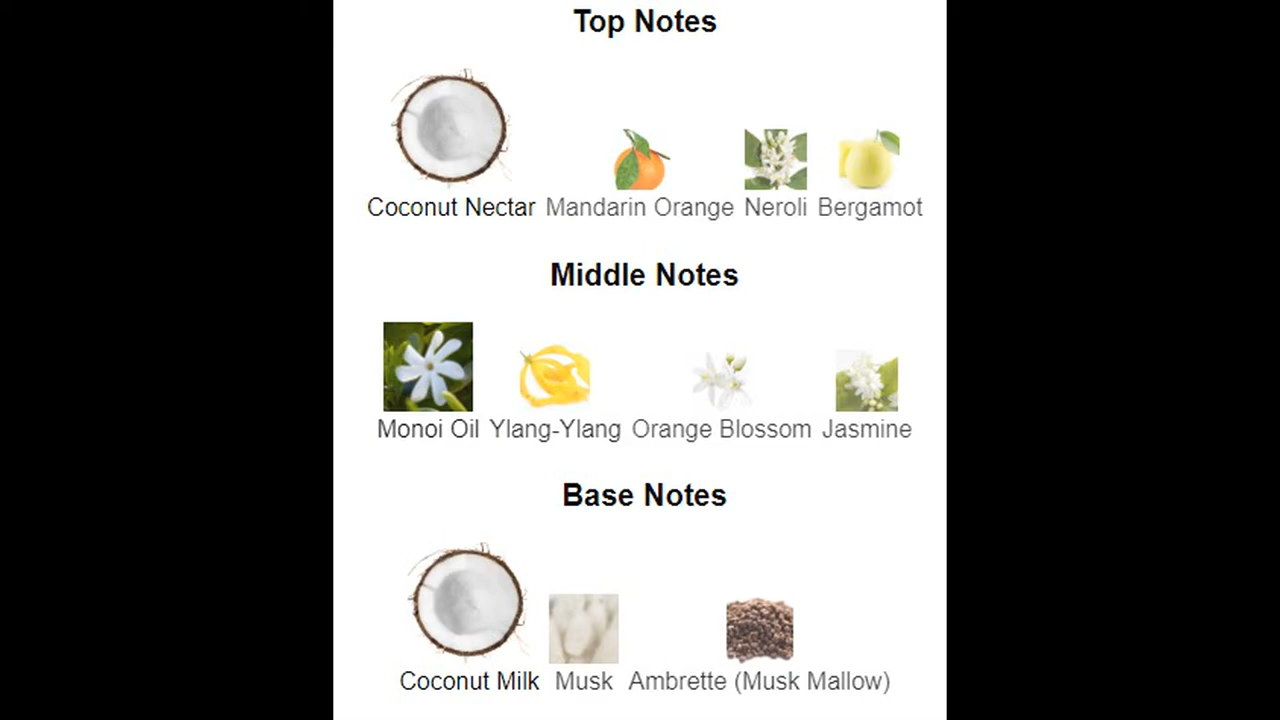 Top Notes
Coconut Nectar Mandarin Orange Neroli Bergamot
Middle Notes
Monoi Oil Ylang-Ylang Orange Blossom Jasmine
Base Notes
Coconut Milk Musk Ambrette (Musk Mallow)